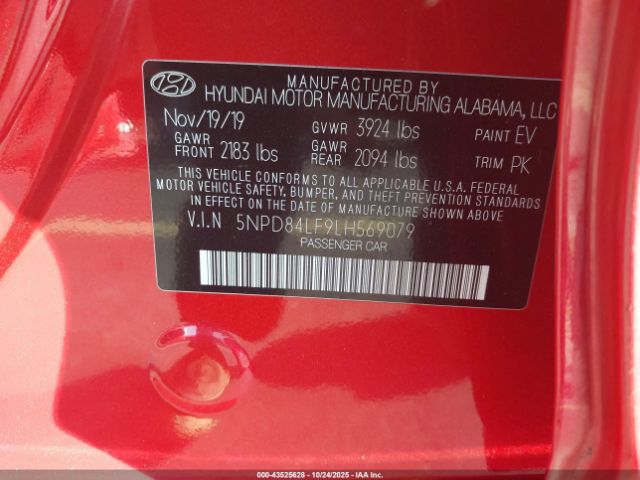 MANUFACTURED BY
HYUNDAI MOTOR MANUFACTURING ALABAMA, LLC
Nov/19/19 GVWR 3924 lbs PAINT EV
GAWR FRONT 2183 lbs GAWR REAR 2094 lbs TRIM PK
THIS VEHICLE CONFORMS TO ALL APPLICABLE U.S.A. FEDERAL
MOTOR VEHICLE SAFETY, BUMPER, AND THEFT PREVENTION STANDARDS
IN EFFECT ON THE DATE OF MANUFACTURE SHOWN ABOVE
V.I.N 5NPD84LF9LH569079
PASSENGER CAR
000-43525628 - 10/24/2025 - IAAI.com